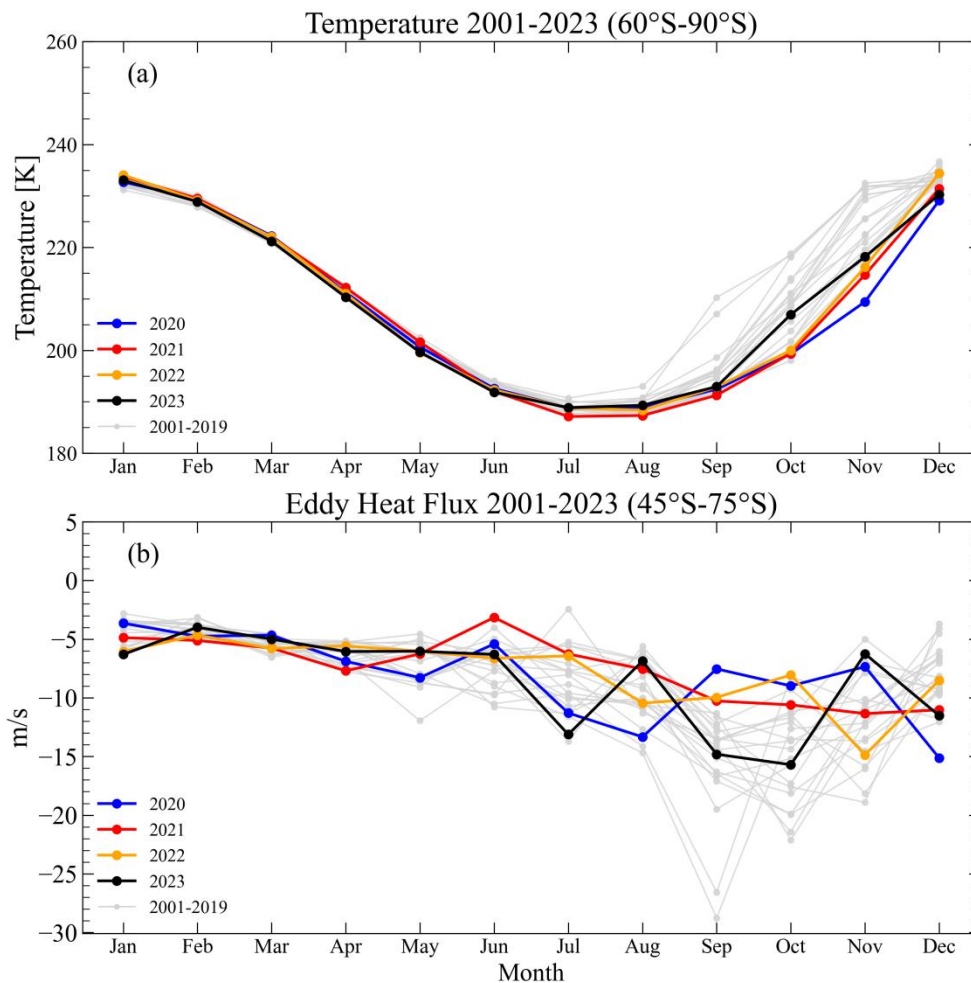 Temperature 2001-2023 (60°S-90°S)
(a)
Temperature [K]
260
240
220
200
180
2020
2021
2022
2023
2001-2019
Jan Feb Mar Apr May Jun Jul Aug Sep Oct Nov Dec
Eddy Heat Flux 2001-2023 (45°S-75°S)
(b)
m/s
5
0
−5
−10
−15
−20
−25
−30
2020
2021
2022
2023
2001-2019
Jan Feb Mar Apr May Jun Jul Aug Sep Oct Nov Dec
Month